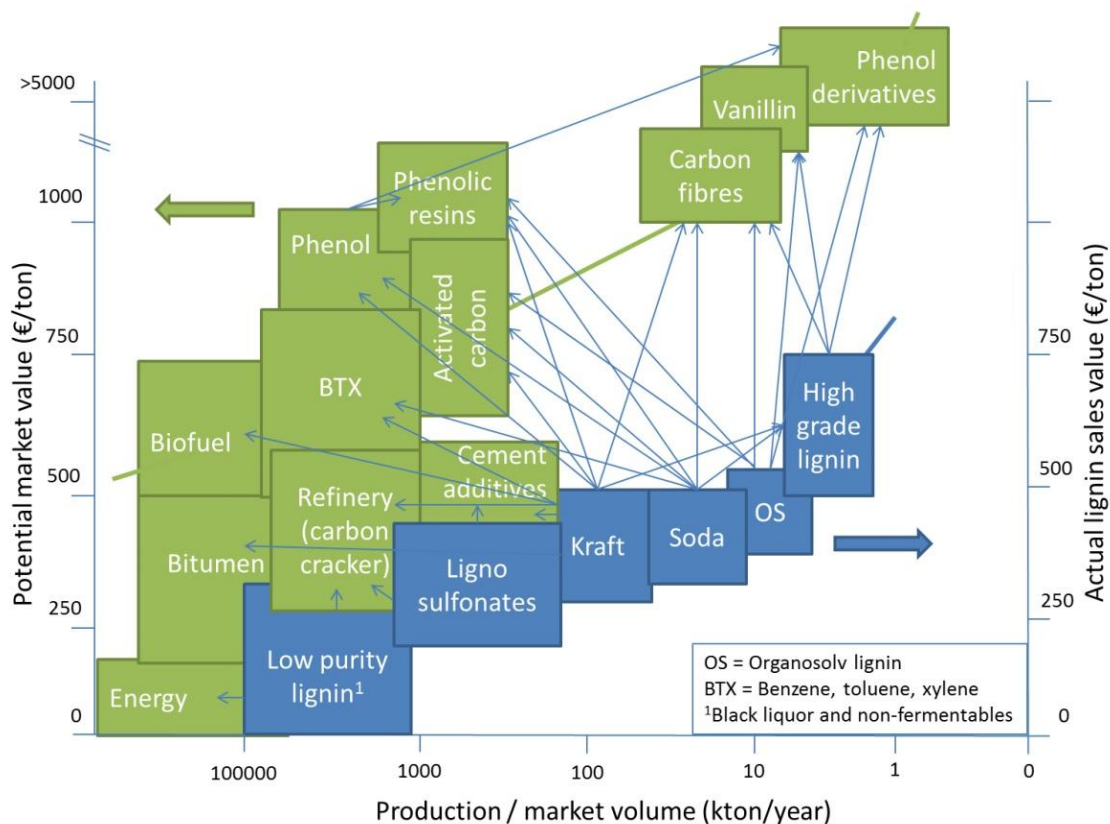 Potential market value (€/ton)
>5000
1000
750
500
250
0
Phenol
derivatives
Vanillin
Carbon
fibres
Phenolic
resins
Phenol
Activated
carbon
BTX
Biofuel
Cement
additives
Refinery
(carbon
cracker)
Bitumen
Energy
High
grade
lignin
OS
Soda
Kraft
Ligno
sulfonates
Low purity
lignin¹
OS = Organosolv lignin
BTX = Benzene, toluene, xylene
¹Black liquor and non-fermentables
Actual lignin sales value (€/ton)
750
500
250
0
100000
1000
100
10
1
0
Production / market volume (kton/year)